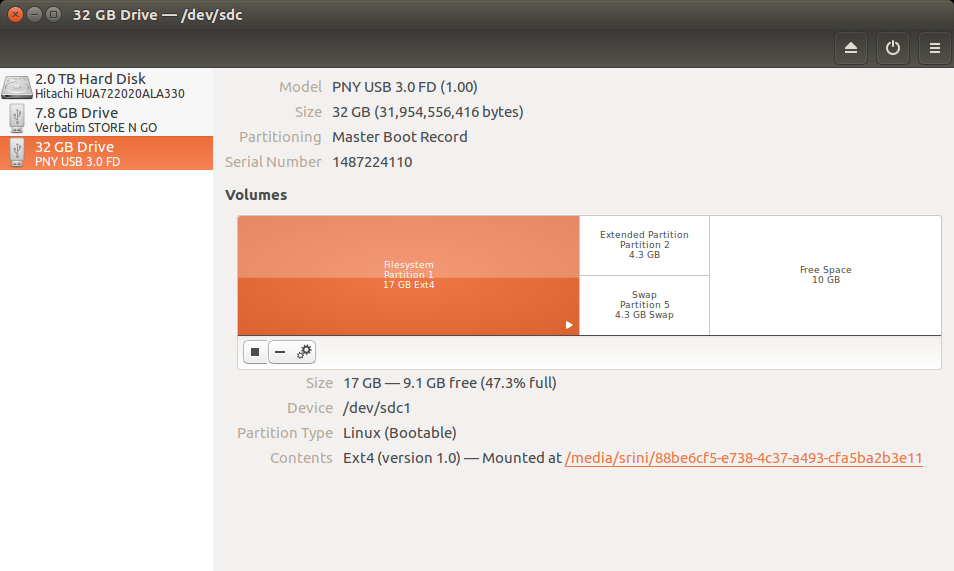 32 GB Drive — /dev/sdc
2.0 TB Hard Disk
Hitachi HUA722020ALA330
7.8 GB Drive
Verbatim STORE N GO
32 GB Drive
PNY USB 3.0 FD
Model PNY USB 3.0 FD (1.00)
Size 32 GB (31,954,556,416 bytes)
Partitioning Master Boot Record
Serial Number 1487224110
Volumes
Filesystem
Partition 1
17 GB Ext4
Extended Partition
Partition 2
4.3 GB
Swap
Partition 5
4.3 GB Swap
Free Space
10 GB
Size 17 GB — 9.1 GB free (47.3% full)
Device /dev/sdc1
Partition Type Linux (Bootable)
Contents Ext4 (version 1.0) — Mounted at /media/srini/88be6cf5-e738-4c37-a493-cfa5ba2b3e11